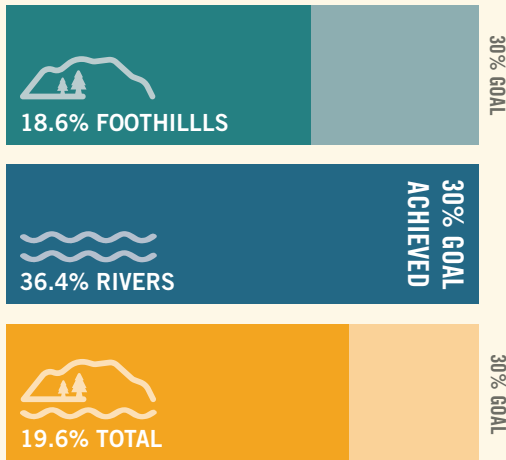 18.6% FOOTHILLLS
30% GOAL
36.4% RIVERS
30% GOAL
ACHIEVED
19.6% TOTAL
30% GOAL